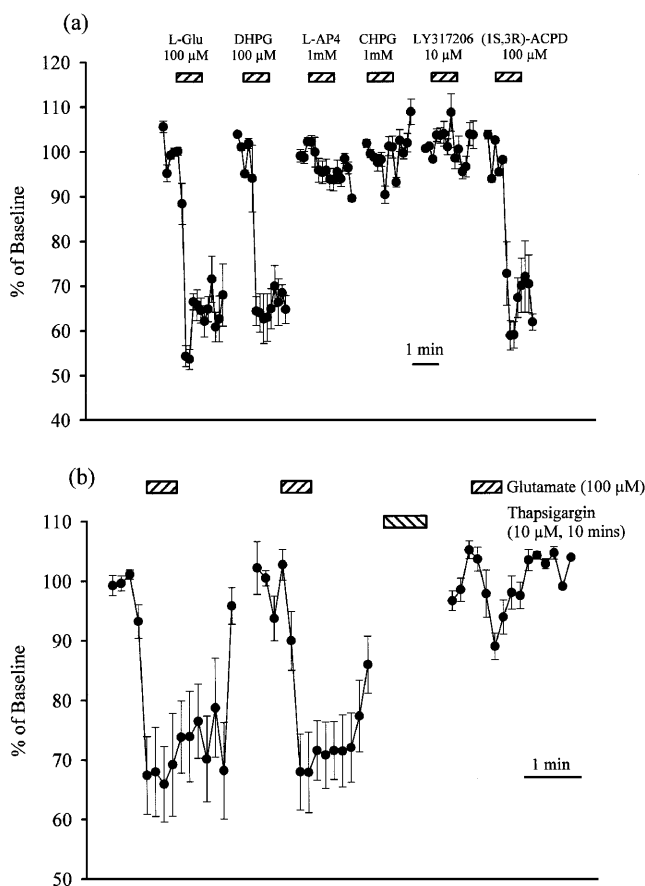 (a)
L-Glu DHPG L-AP4 CHPG LY317206 (1S,3R)-ACPD
100 µM 100 µM 1mM 1mM 10 µM 100 µM
120
110
100
90
80
70
60
50
40
% of Baseline
1 min
(b)
Glutamate (100 µM)
Thapsigargin
(10 µM, 10 mins)
110
100
90
80
70
60
50
% of Baseline
1 min